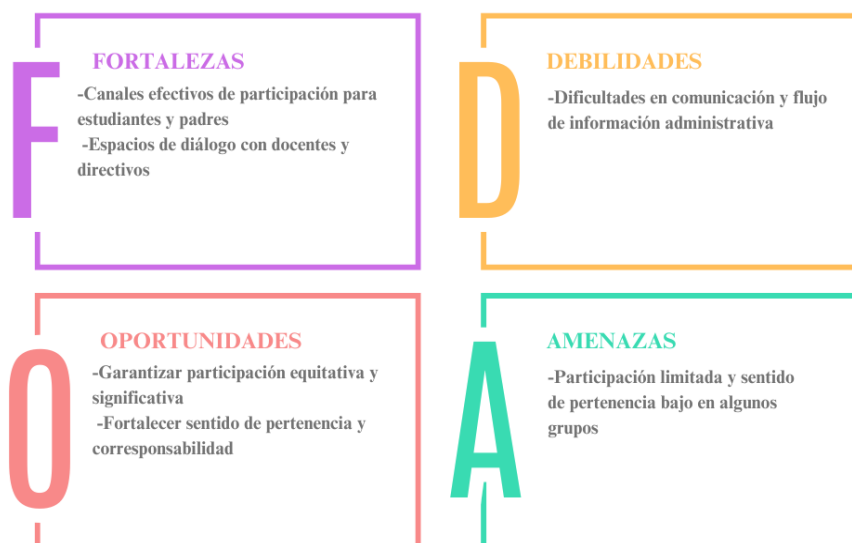 F
FORTALEZAS
-Canales efectivos de participación para
estudiantes y padres
-Espacios de diálogo con docentes y
directivos
D
DEBILIDADES
-Dificultades en comunicación y flujo
de información administrativa
O
OPORTUNIDADES
-Garantizar participación equitativa y
significativa
-Fortalecer sentido de pertenencia y
corresponsabilidad
A
AMENAZAS
-Participación limitada y sentido
de pertenencia bajo en algunos
grupos